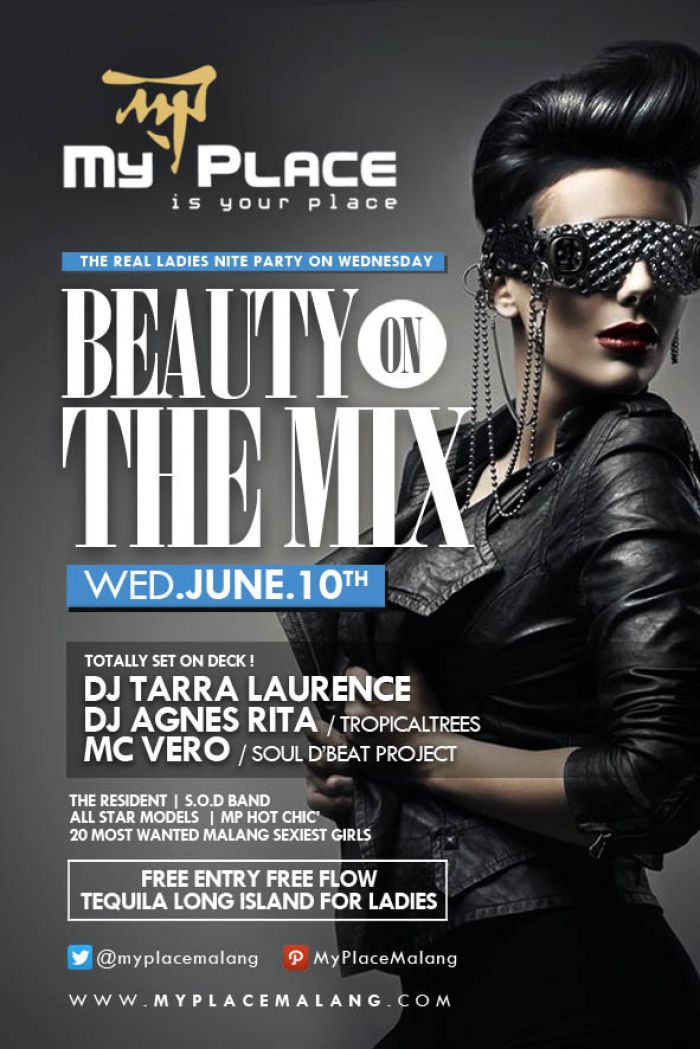 MP
MY PLACE
is your place
THE REAL LADIES NITE PARTY ON WEDNESDAY
BEAUTY ON
THE MIX
WED.JUNE.10TH
TOTALLY SET ON DECK !
DJ TARRA LAURENCE
DJ AGNES RITA / TROPICALTREES
MC VERO / SOUL D'BEAT PROJECT
THE RESIDENT | S.O.D BAND
ALL STAR MODELS | MP HOT CHIC'
20 MOST WANTED MALANG SEXIEST GIRLS
FREE ENTRY FREE FLOW
TEQUILA LONG ISLAND FOR LADIES
@myplacemalang MyPlaceMalang
WWW.MYPLACEMALANG.COM